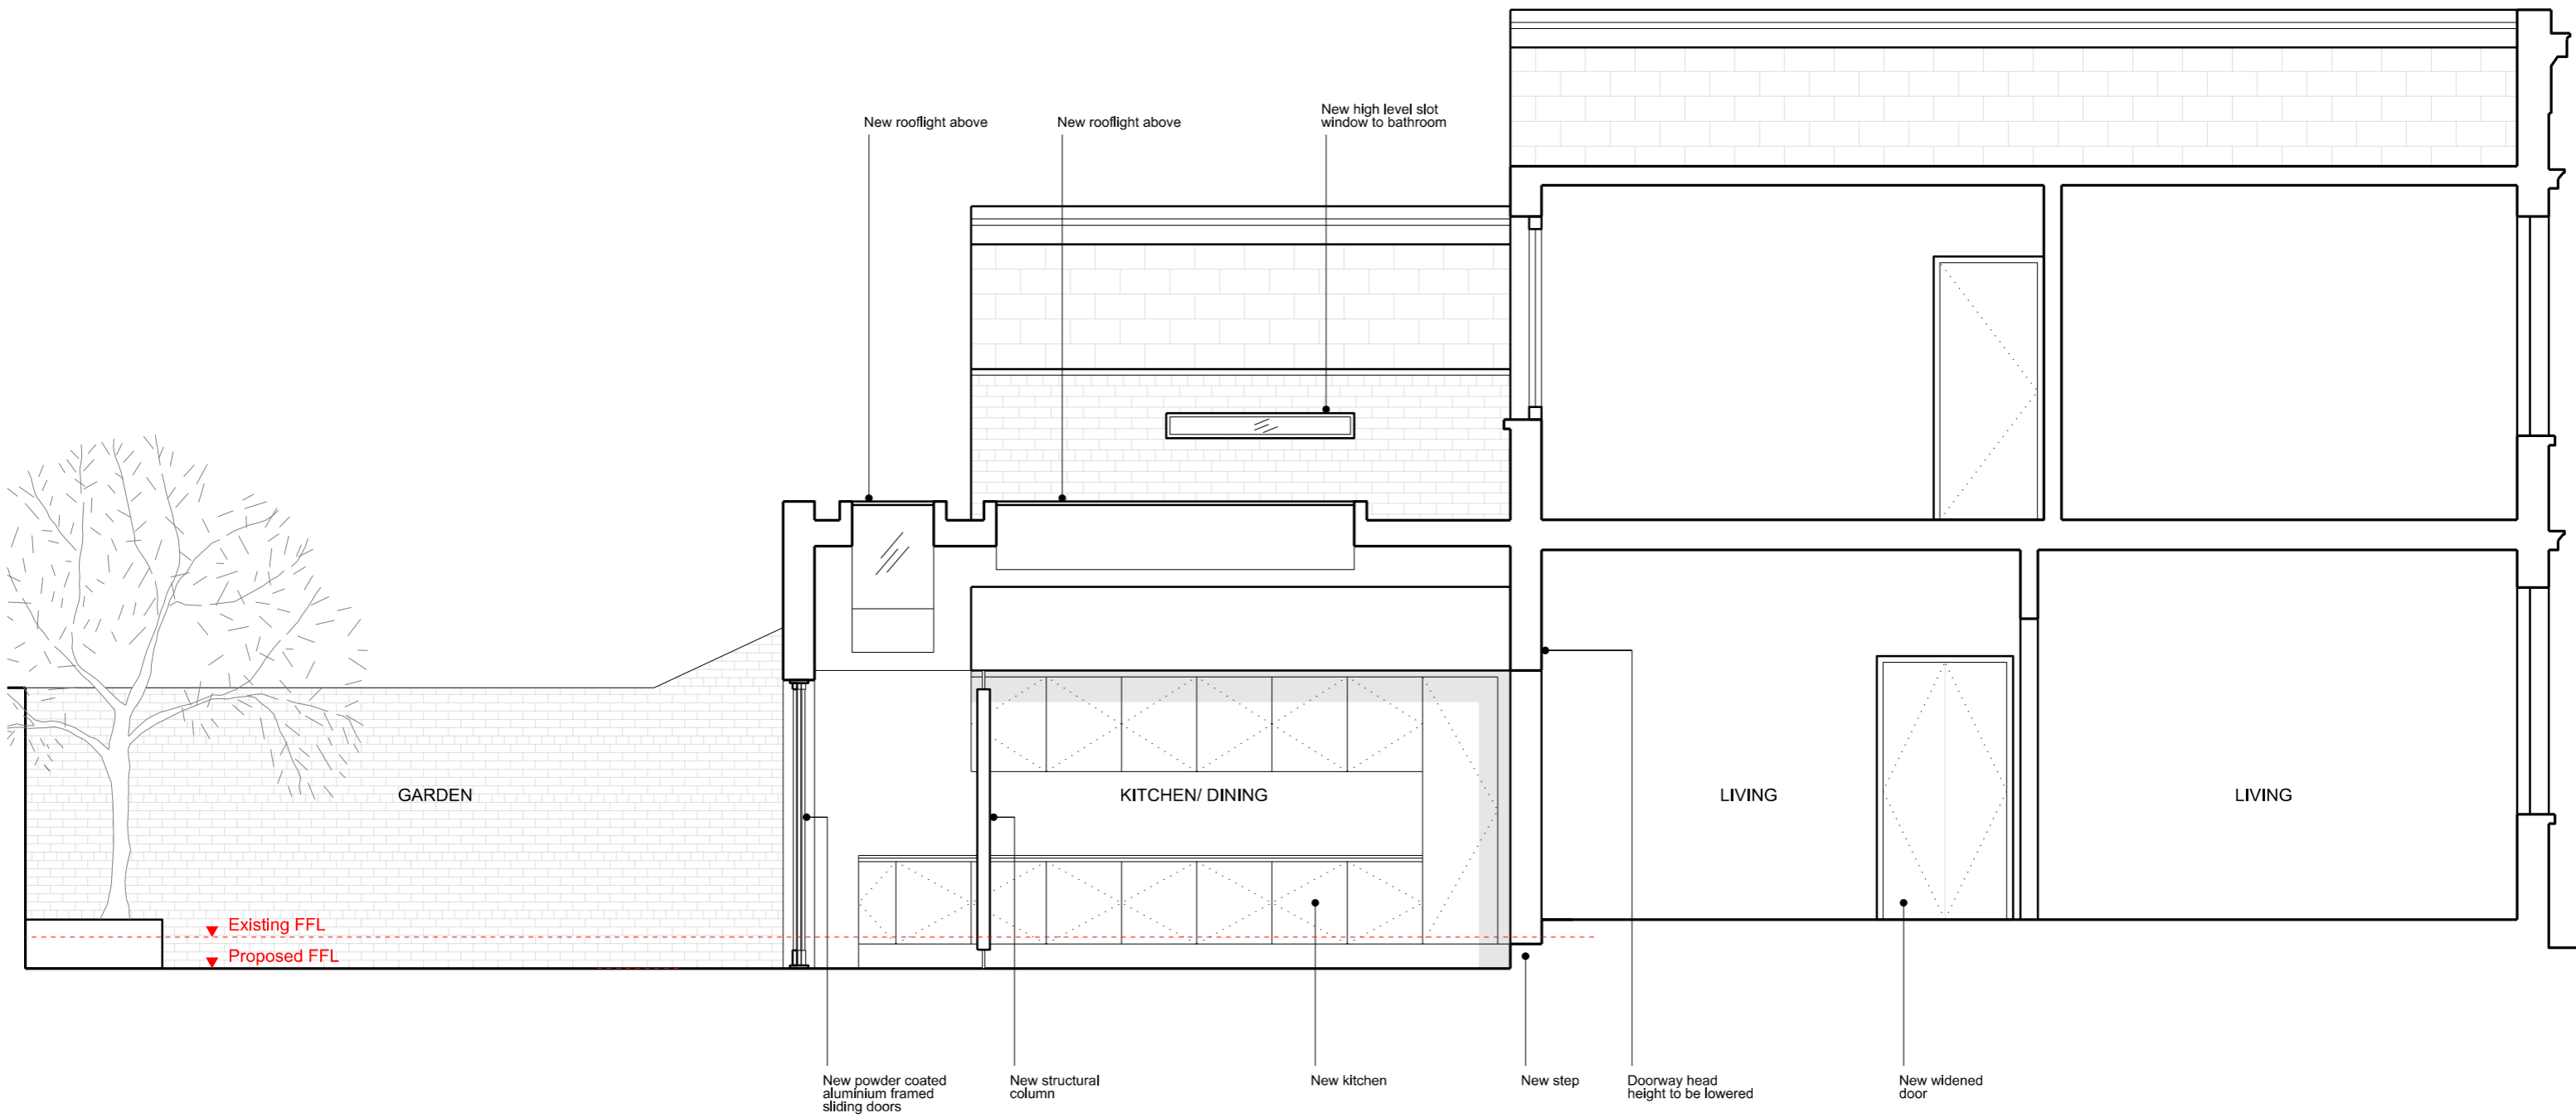 New rooflight above
New rooflight above
New high level slot
window to bathroom
GARDEN
KITCHEN/ DINING
LIVING
LIVING
Existing FFL
Proposed FFL
New powder coated
aluminium framed
sliding doors
New structural
column
New kitchen
New step
Doorway head
height to be lowered
New widened
door